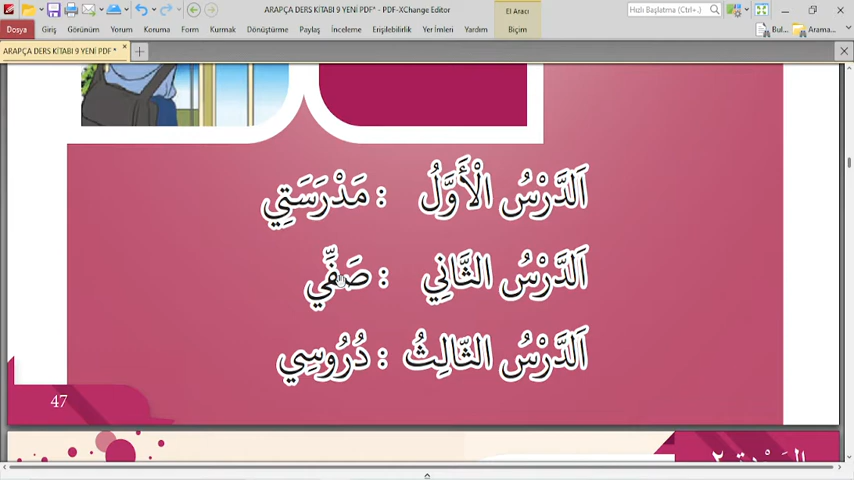 ARAPÇA DERS KİTABI 9 YENİ PDF* - PDF-XChange Editor
El Aracı
Hızlı Başlatma (Ctrl+.)
Dosya Giriş Görünüm Yorum Koruma Form Kurmak Dönüştürme Paylaş İnceleme Erişilebilirlik Yer İmleri Yardım Biçim Bul... Arama...
ARAPÇA DERS KİTABI 9 YENİ PDF *
اَلدَّرْسُ الْأَوَّلُ : مَدْرَسَتِي
اَلدَّرْسُ الثَّانِي : صَفِّي
اَلدَّرْسُ الثَّالِثُ : دُرُوسِي
47